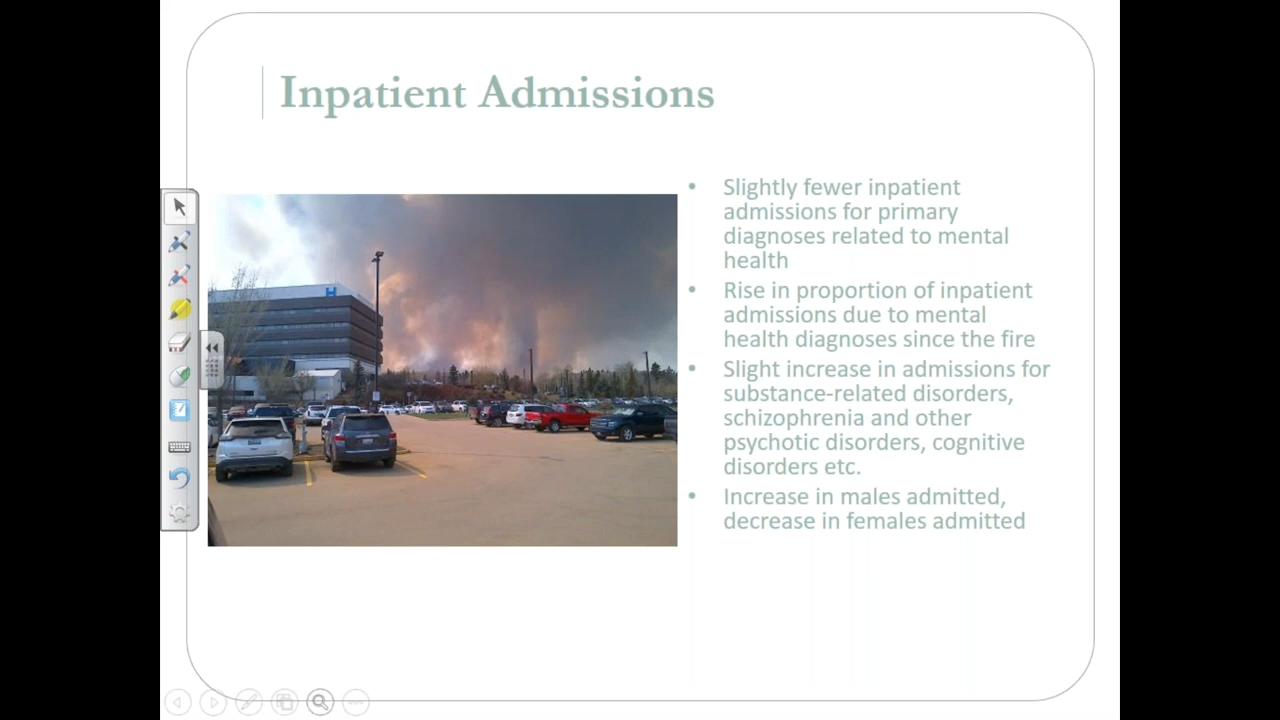 Inpatient Admissions
• Slightly fewer inpatient
admissions for primary
diagnoses related to mental
health
• Rise in proportion of inpatient
admissions due to mental
health diagnoses since the fire
• Slight increase in admissions for
substance-related disorders,
schizophrenia and other
psychotic disorders, cognitive
disorders etc.
• Increase in males admitted,
decrease in females admitted
H